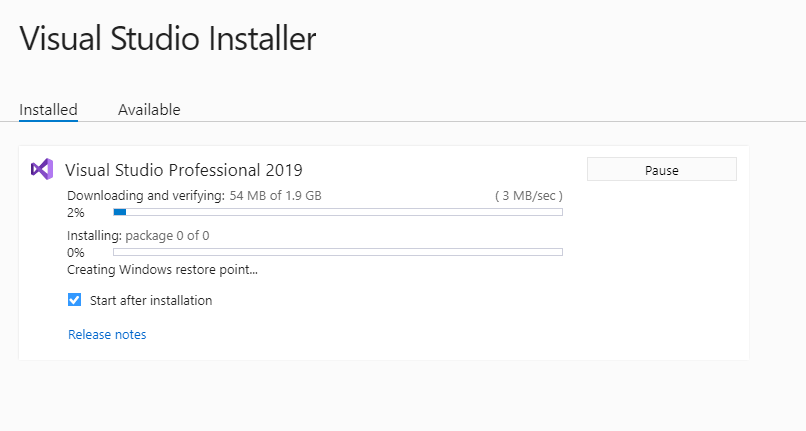 Visual Studio Installer
Installed Available
Visual Studio Professional 2019 Pause
Downloading and verifying: 54 MB of 1.9 GB ( 3 MB/sec )
2%
Installing: package 0 of 0
0%
Creating Windows restore point...
Start after installation
Release notes